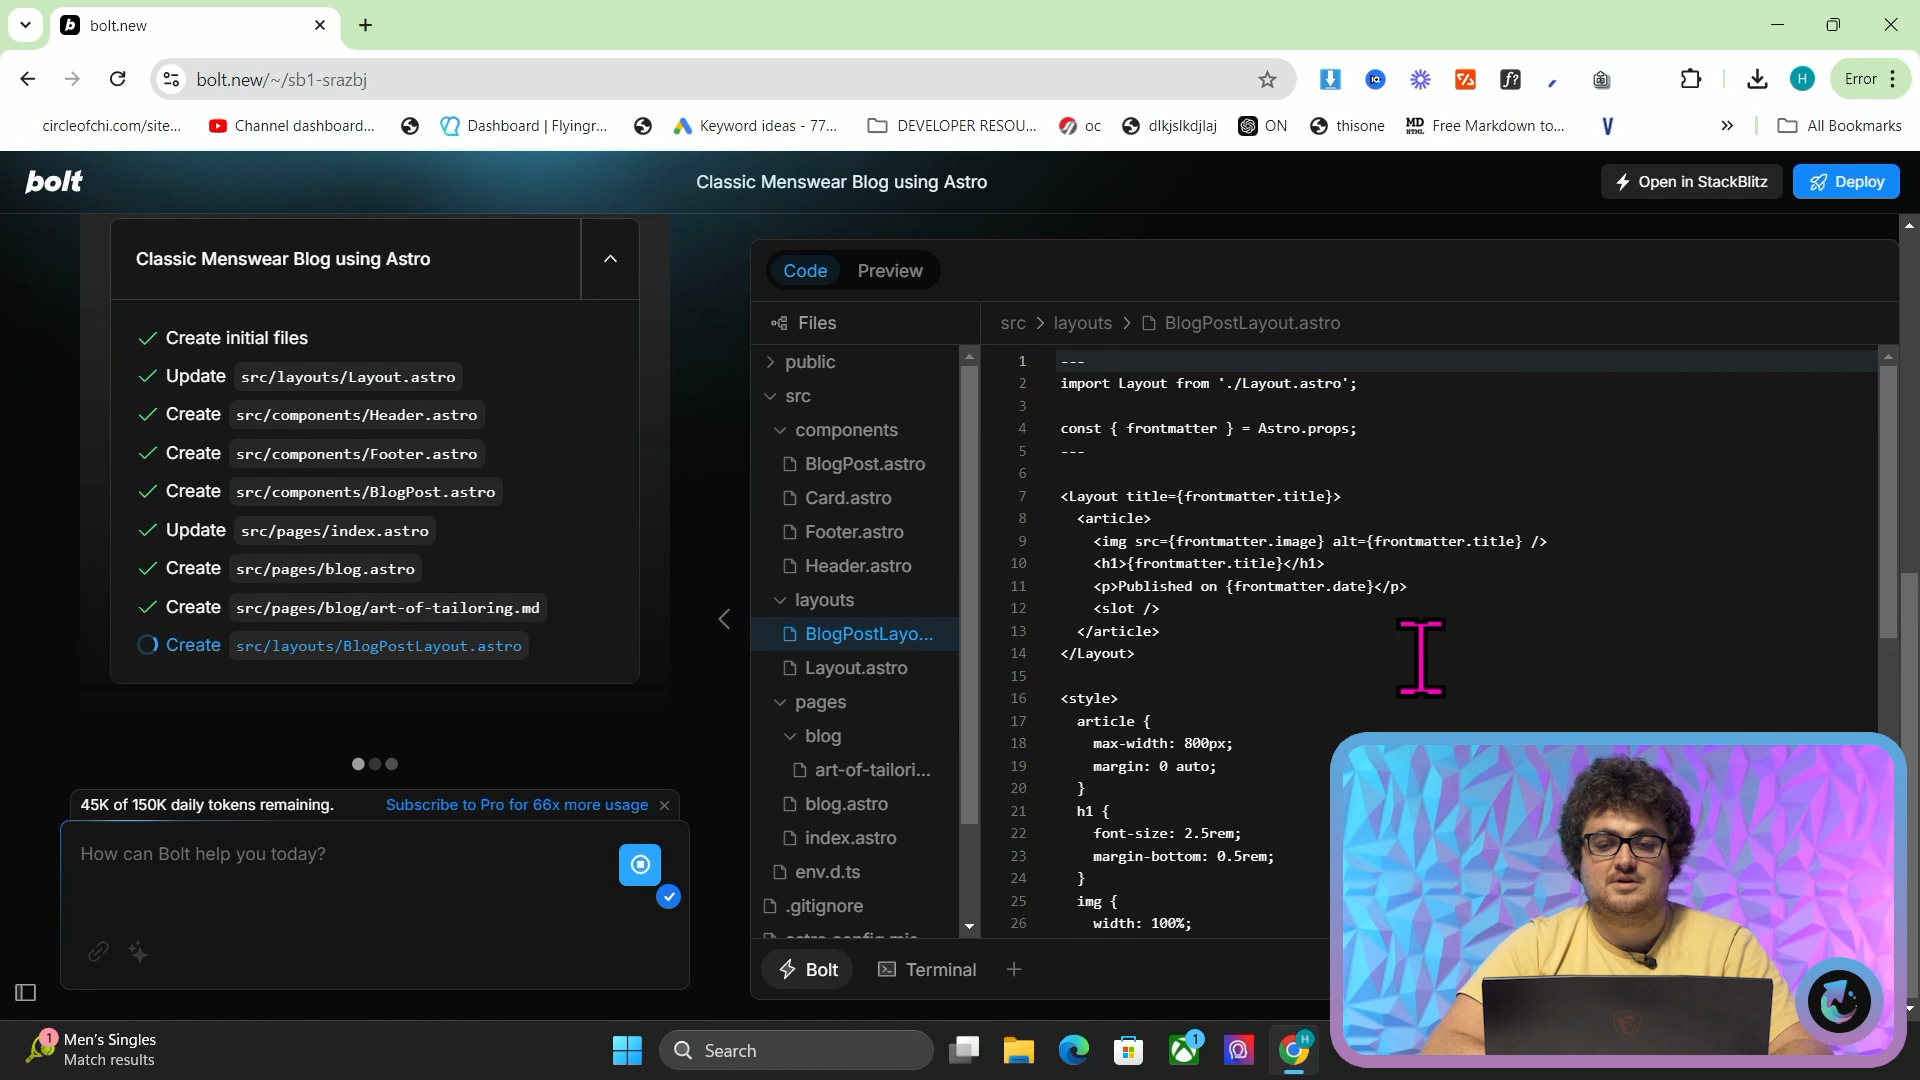 bolt.new
bolt.new/~/sb1-srazbj
Error
circleofchi.com/site...
Channel dashboard...
Dashboard | Flyingr...
Keyword ideas - 77...
DEVELOPER RESOU...
oc
dlkjslkdjlaj
ON
thisone
MD
Free Markdown to...
All Bookmarks
bolt
Classic Menswear Blog using Astro
Open in StackBlitz
Deploy
Classic Menswear Blog using Astro
Create initial files
Update src/layouts/Layout.astro
Create src/components/Header.astro
Create src/components/Footer.astro
Create src/components/BlogPost.astro
Update src/pages/index.astro
Create src/pages/blog.astro
Create src/pages/blog/art-of-tailoring.md
Create src/layouts/BlogPostLayout.astro
45K of 150K daily tokens remaining.
Subscribe to Pro for 66x more usage
How can Bolt help you today?
Code
Preview
Files
public
src
components
BlogPost.astro
Card.astro
Footer.astro
Header.astro
layouts
BlogPostLayo...
Layout.astro
pages
blog
art-of-tailori...
blog.astro
index.astro
env.d.ts
.gitignore
src > layouts > BlogPostLayout.astro
1 ---
2 import Layout from './Layout.astro';
3
4 const { frontmatter } = Astro.props;
5 ---
6
7 <Layout title={frontmatter.title}>
8 <article>
9 <img src={frontmatter.image} alt={frontmatter.title} />
10 <h1>{frontmatter.title}</h1>
11 <p>Published on {frontmatter.date}</p>
12 <slot />
13 </article>
14 </Layout>
15
16 <style>
17 article {
18 max-width: 800px;
19 margin: 0 auto;
20 }
21 h1 {
22 font-size: 2.5rem;
23 margin-bottom: 0.5rem;
24 }
25 img {
26 width: 100%;
Bolt
Terminal
1
Men's Singles
Match results
Search
1
H